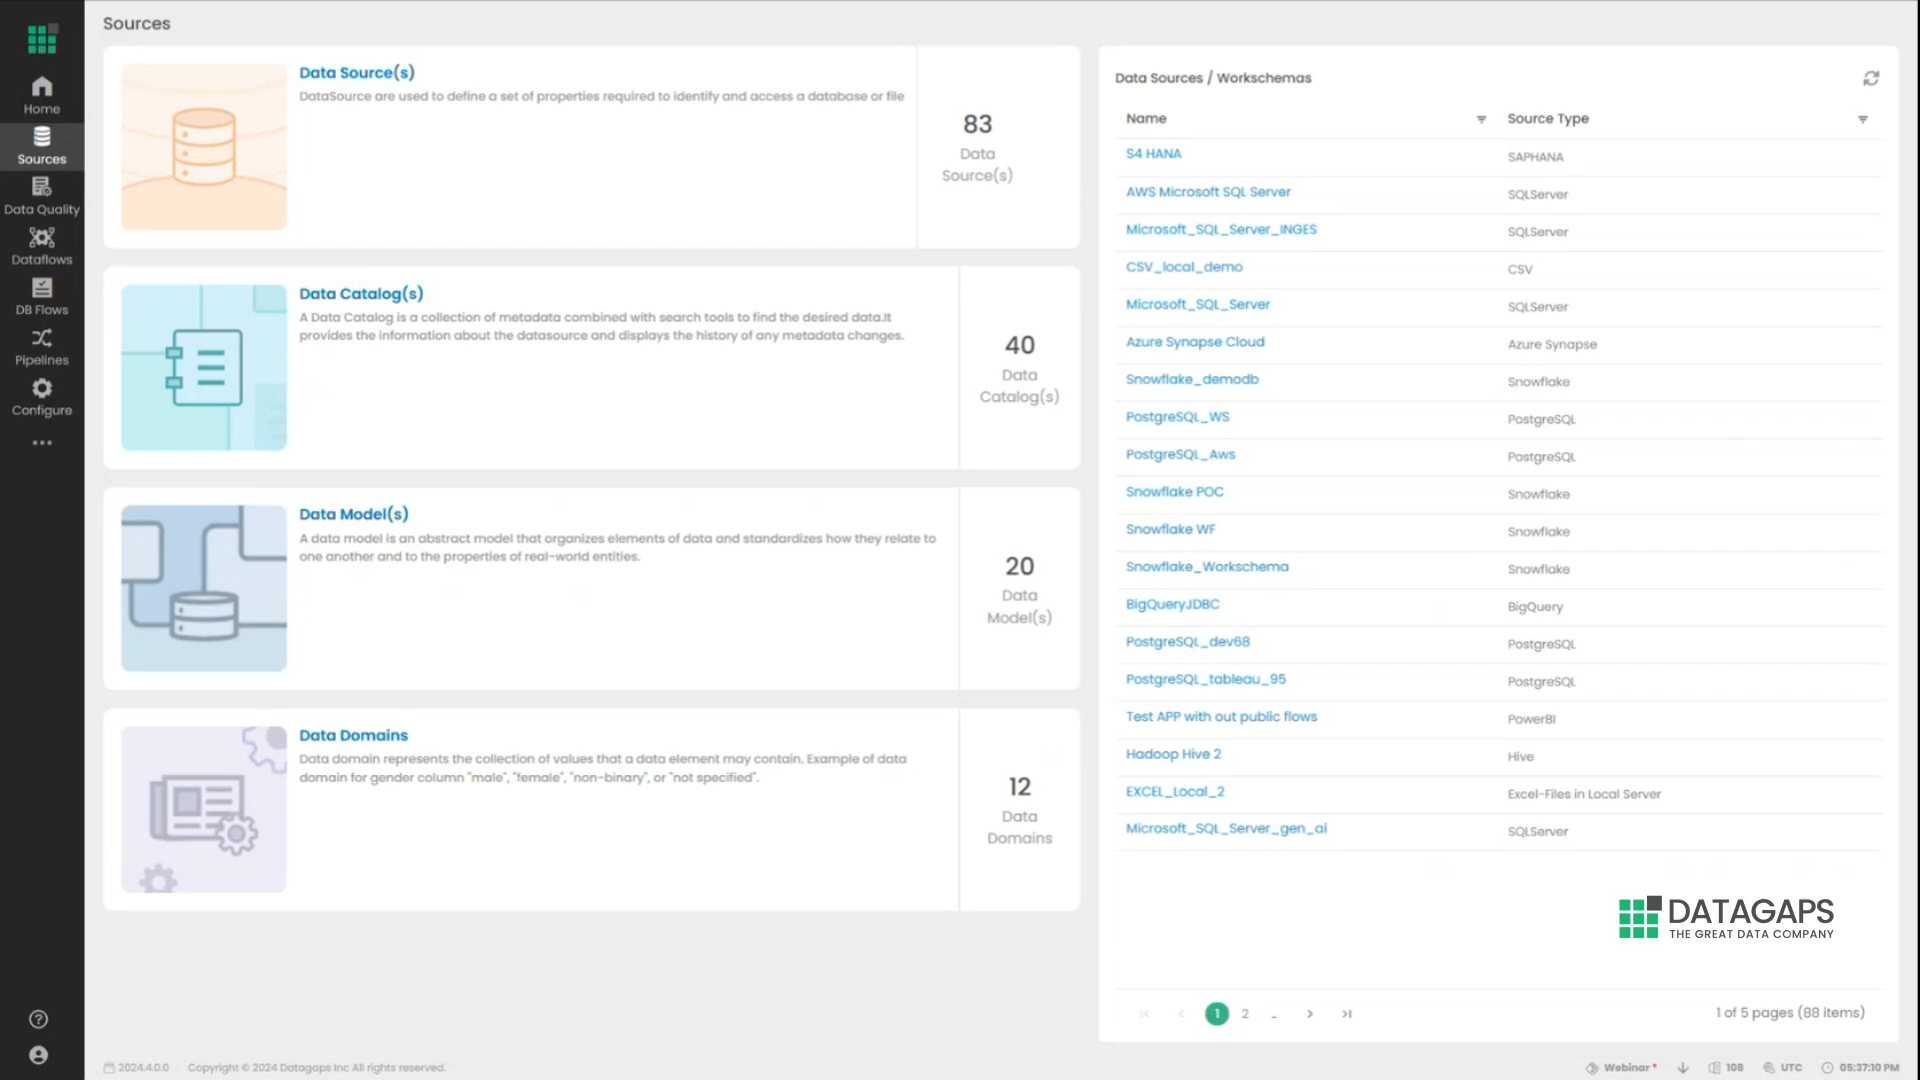 Sources
Home
Sources
Data Quality
Dataflows
DB Flows
Pipelines
Configure
Data Source(s)
DataSource are used to define a set of properties required to identify and access a database or file
83
Data
Source(s)
Data Catalog(s)
A Data Catalog is a collection of metadata combined with search tools to find the desired data.It
provides the information about the datasource and displays the history of any metadata changes.
40
Data
Catalog(s)
Data Model(s)
A data model is an abstract model that organizes elements of data and standardizes how they relate to
one another and to the properties of real-world entities.
20
Data
Model(s)
Data Domains
Data domain represents the collection of values that a data element may contain. Example of data
domain for gender column "male", "female", "non-binary", or "not specified".
12
Data
Domains
Data Sources / Workschemas
Name Source Type
S4 HANA SAPHANA
AWS Microsoft SQL Server SQLServer
Microsoft_SQL_Server_INGES SQLServer
CSV_local_demo CSV
Microsoft_SQL_Server SQLServer
Azure Synapse Cloud Azure Synapse
Snowflake_demodb Snowflake
PostgreSQL_WS PostgreSQL
PostgreSQL_Aws PostgreSQL
Snowflake POC Snowflake
Snowflake WF Snowflake
Snowflake_Workschema Snowflake
BigQueryJDBC BigQuery
PostgreSQL_dev68 PostgreSQL
PostgreSQL_tableau_95 PostgreSQL
Test APP with out public flows PowerBI
Hadoop Hive 2 Hive
EXCEL_Local_2 Excel-Files in Local Server
Microsoft_SQL_Server_gen_ai SQLServer
DATAGAPS
THE GREAT DATA COMPANY
1 2 ... 1 of 5 pages (88 items)
2024.4.0.0 Copyright © 2024 Datagaps Inc All rights reserved. Webinar * 108 UTC 05:37:10 PM